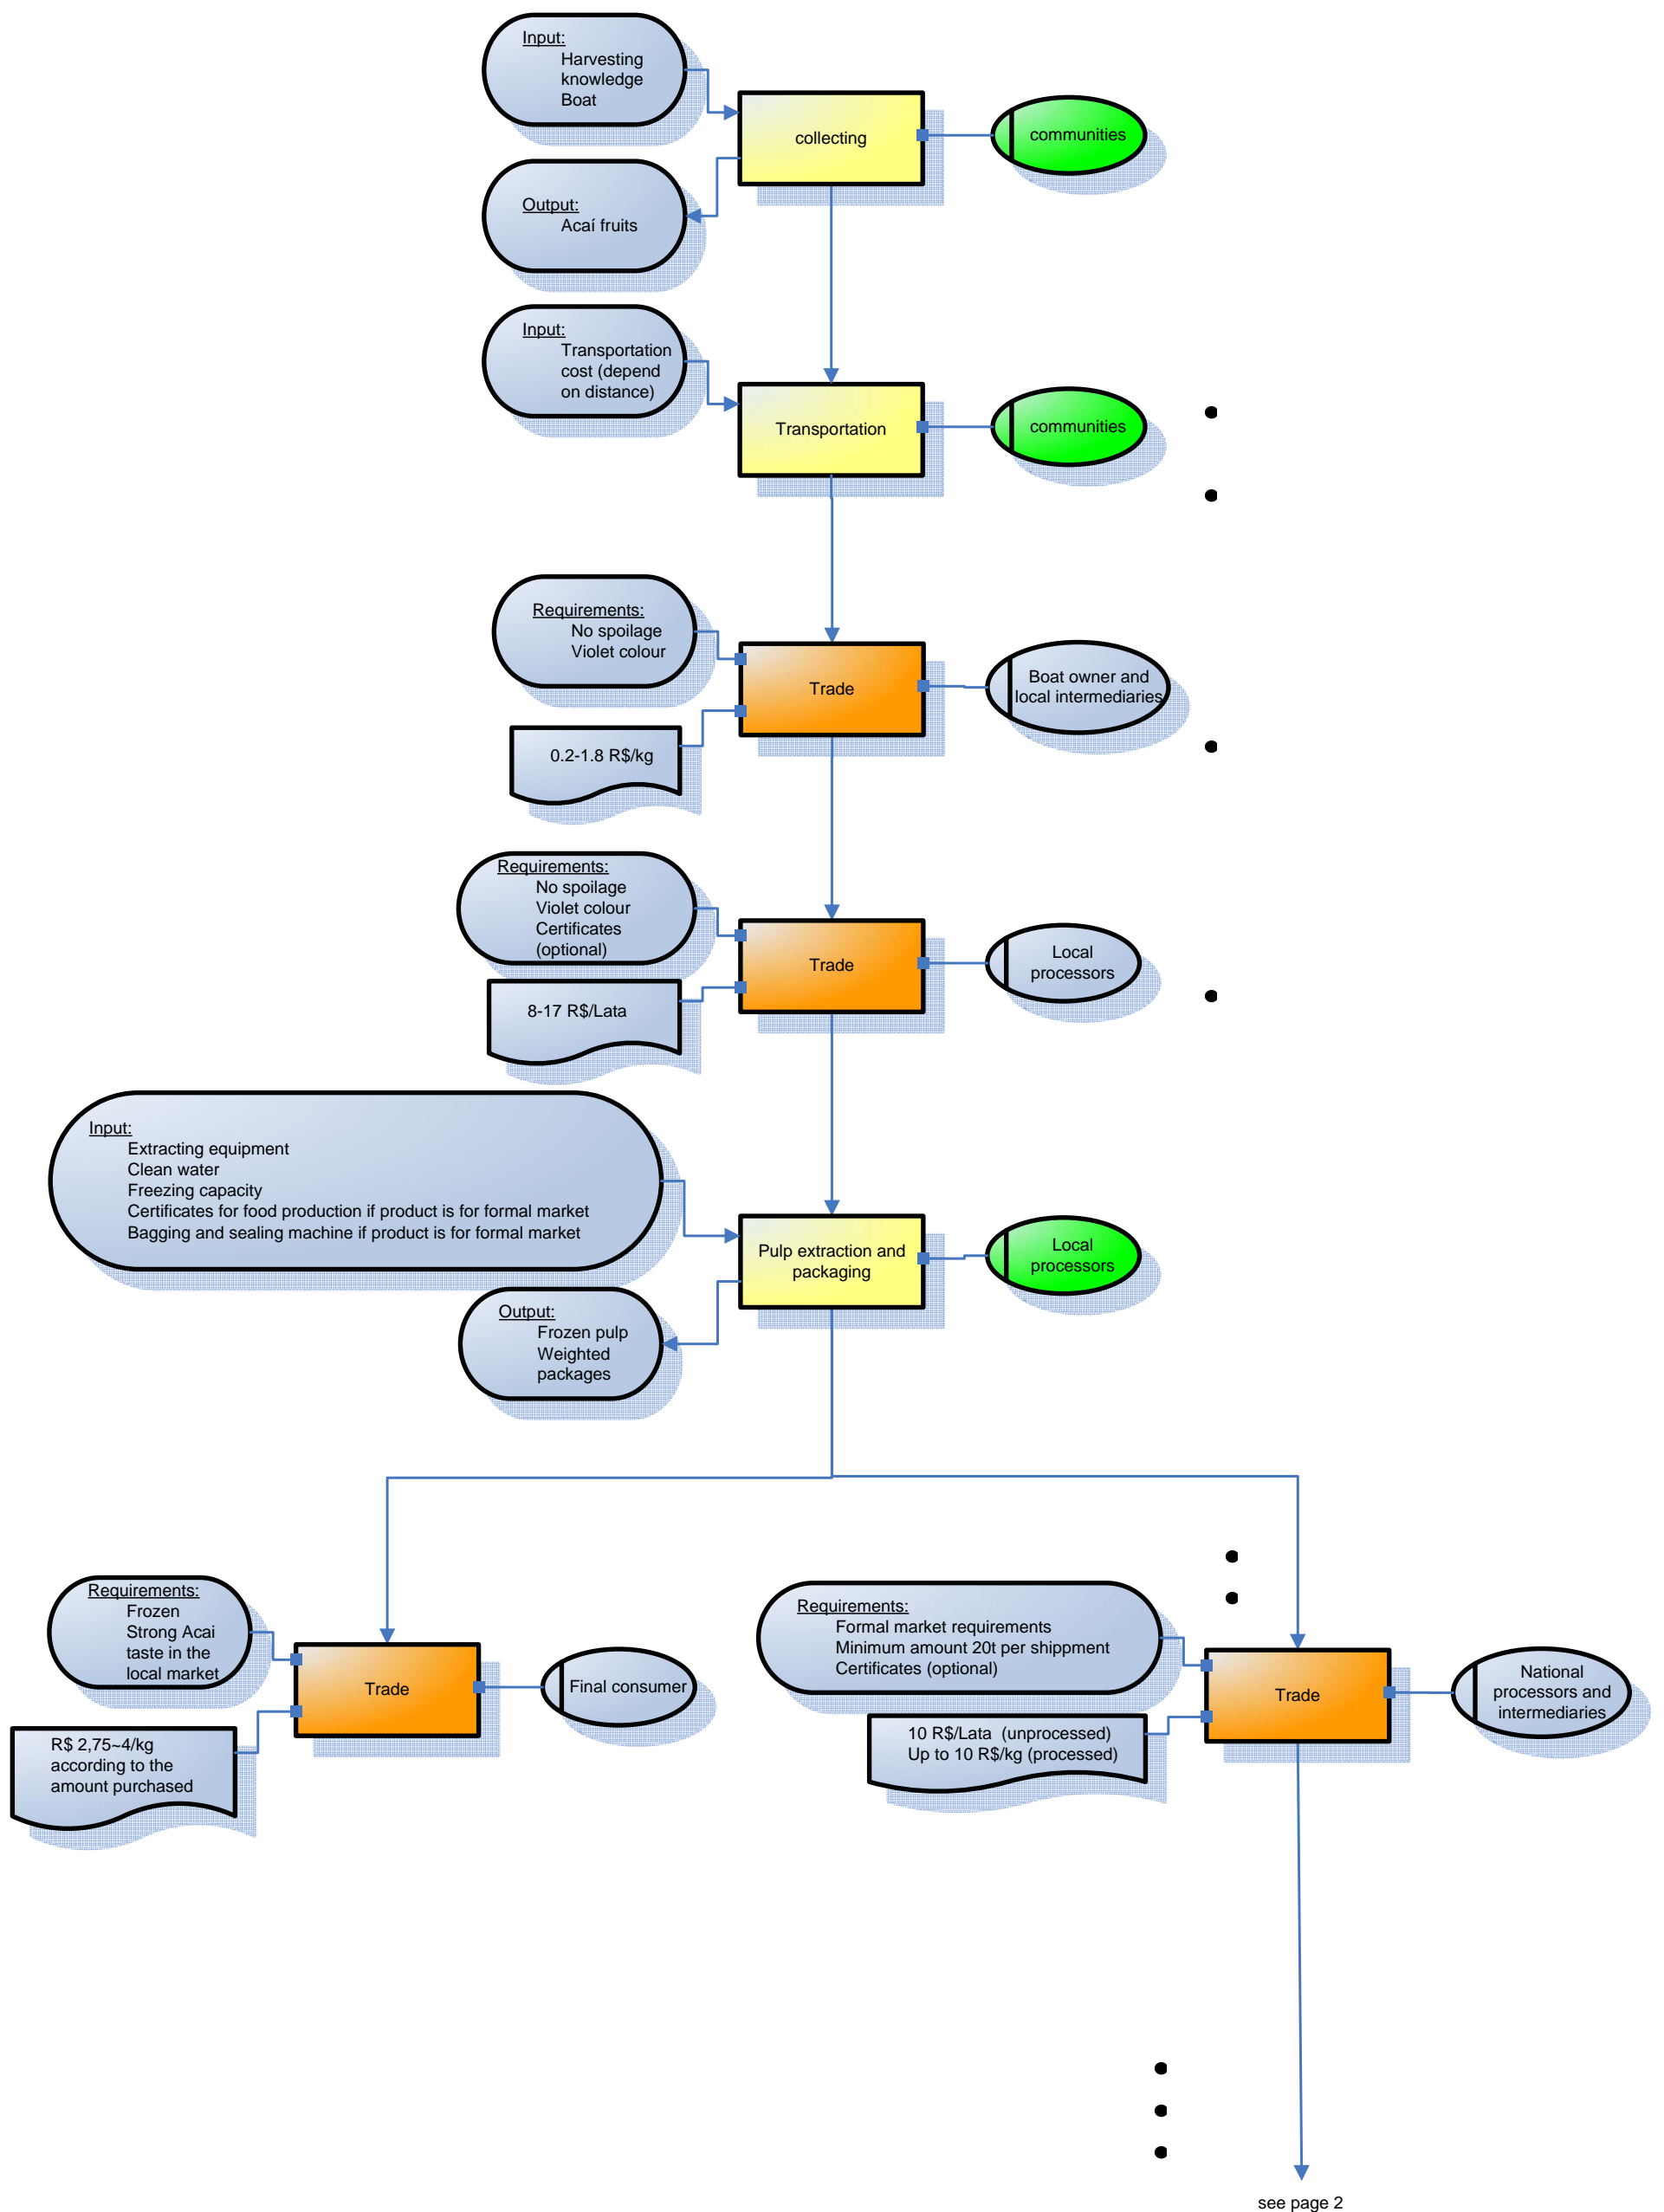 Input:
Harvesting
knowledge
Boat
collecting
communities
Output:
Acaí fruits
Input:
Transportation
cost (depend
on distance)
Transportation
communities
Requirements:
No spoilage
Violet colour
Trade
Boat owner and
local intermediaries
0.2-1.8 R$/kg
Requirements:
No spoilage
Violet colour
Certificates
(optional)
Trade
Local
processors
8-17 R$/Lata
Input:
Extracting equipment
Clean water
Freezing capacity
Certificates for food production if product is for formal market
Bagging and sealing machine if product is for formal market
Pulp extraction and
packaging
Local
processors
Output:
Frozen pulp
Weighted
packages
Requirements:
Frozen
Strong Acai
taste in the
local market
Trade
Final consumer
R$ 2,75~4/kg
according to the
amount purchased
Requirements:
Formal market requirements
Minimum amount 20t per shippment
Certificates (optional)
Trade
National
processors and
intermediaries
10 R$/Lata (unprocessed)
Up to 10 R$/kg (processed)
see page 2